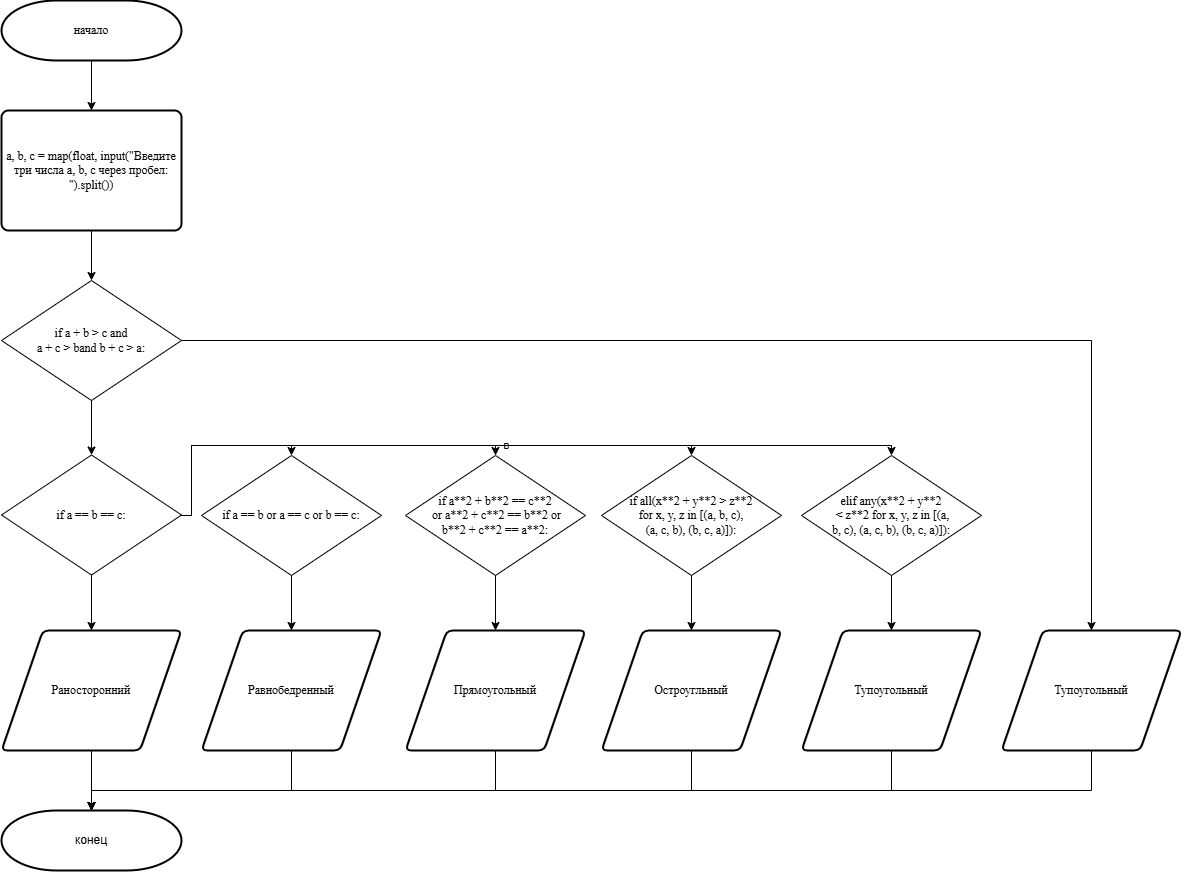 начало
a, b, c = map(float, input("Введите
три числа a, b, c через пробел:
").split())
if a + b > c and
a + c > band b + c > a:
в
if a == b == c:
if a == b or a == c or b == c:
if a**2 + b**2 == c**2
or a**2 + c**2 == b**2 or
b**2 + c**2 == a**2:
if all(x**2 + y**2 > z**2
for x, y, z in [(a, b, c),
(a, c, b), (b, c, a)]):
elif any(x**2 + y**2
< z**2 for x, y, z in [(a,
b, c), (a, c, b), (b, c, a)]):
Раносторонний
Равнобедренный
Прямоугольный
Остроугльный
Тупоугольный
Тупоугольный
конец